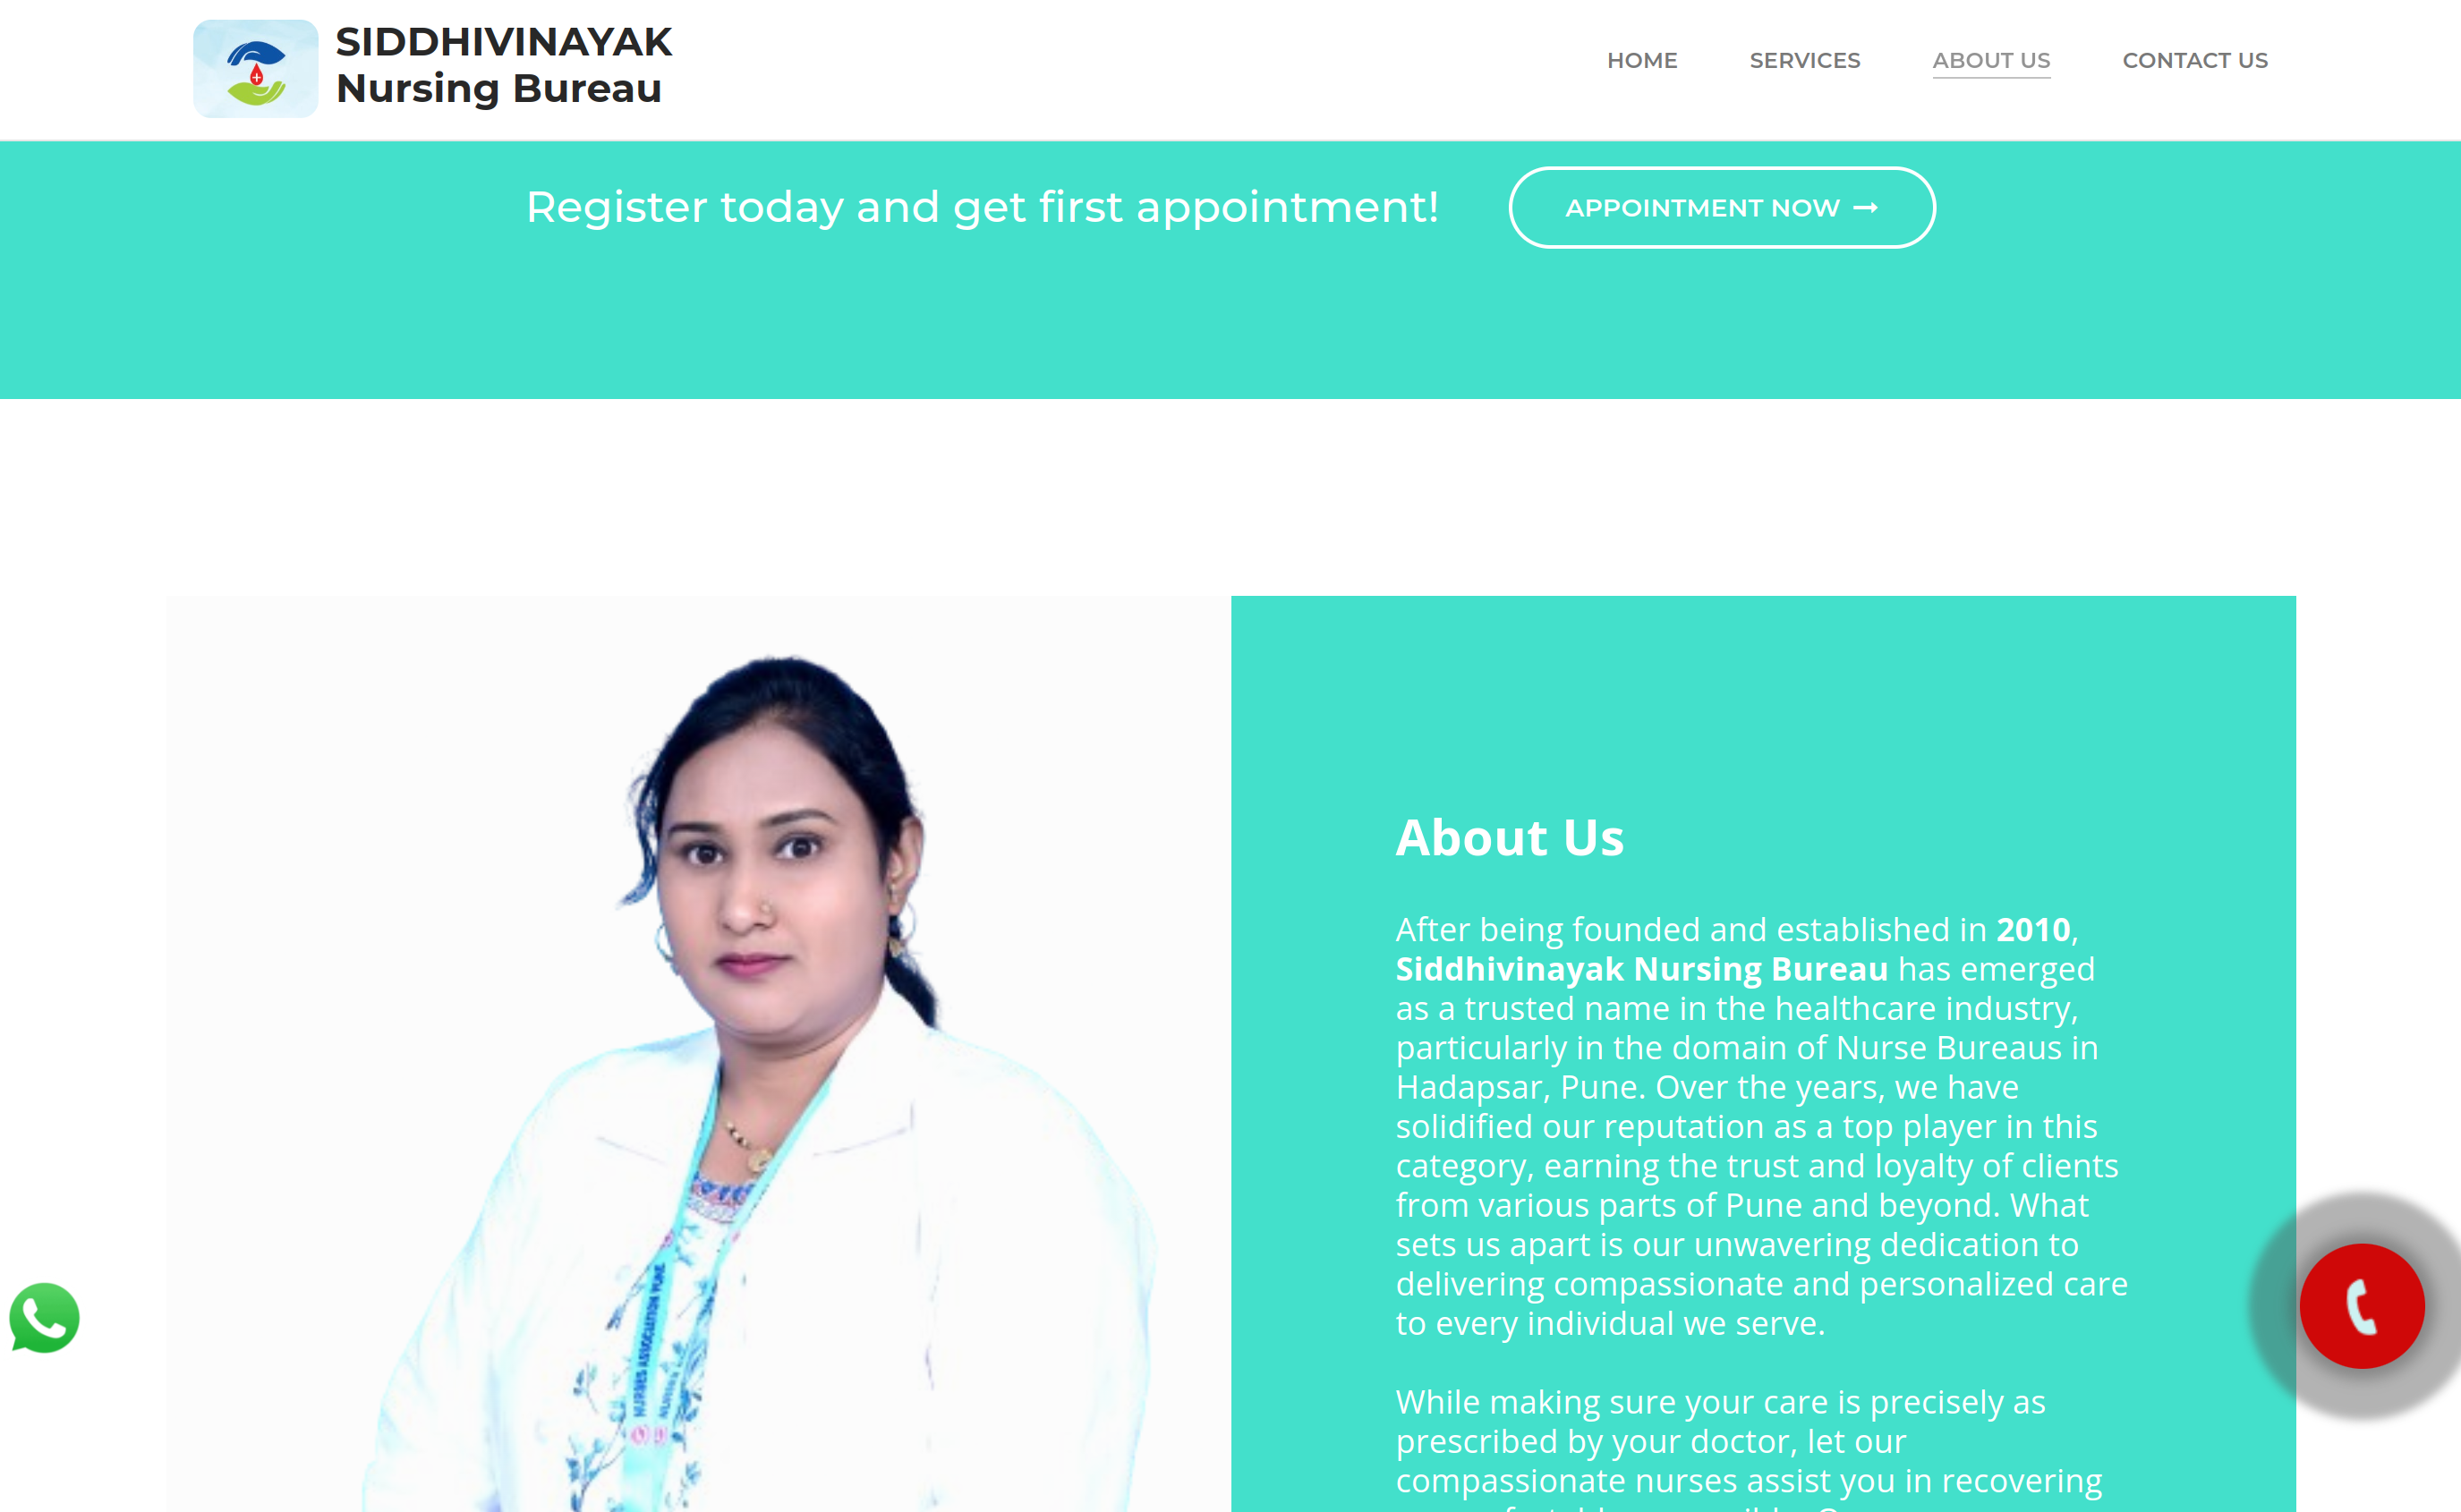 SIDDHIVINAYAK
Nursing Bureau
HOME
SERVICES
ABOUT US
CONTACT US
Register today and get first appointment!
APPOINTMENT NOW
About Us
After being founded and established in 2010,
Siddhivinayak Nursing Bureau has emerged
as a trusted name in the healthcare industry,
particularly in the domain of Nurse Bureaus in
Hadapsar, Pune. Over the years, we have
solidified our reputation as a top player in this
category, earning the trust and loyalty of clients
from various parts of Pune and beyond. What
sets us apart is our unwavering dedication to
delivering compassionate and personalized care
to every individual we serve.
While making sure your care is precisely as
prescribed by your doctor, let our
compassionate nurses assist you in recovering
NURSES ASSOCIATION PUNE